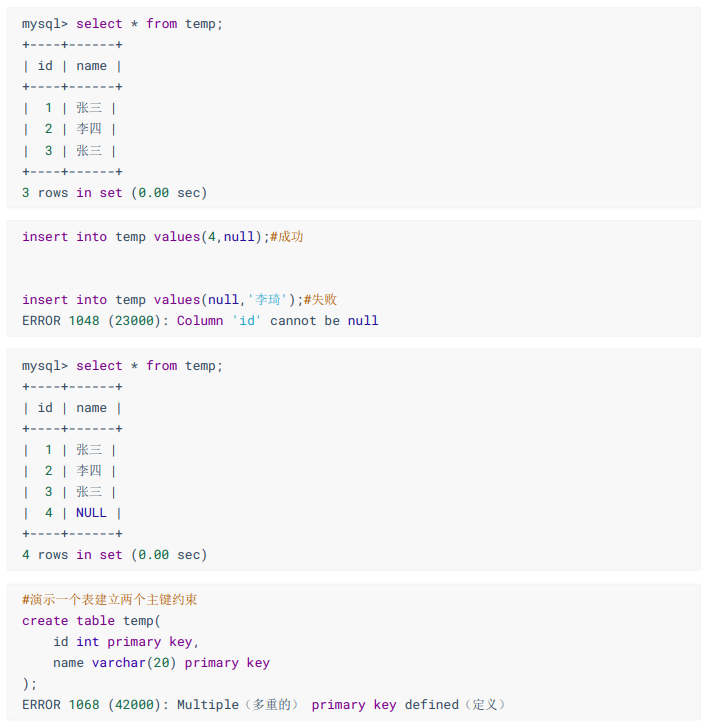 mysql> select * from temp;
+----+------+
| id | name |
+----+------+
|  1 | 张三 |
|  2 | 李四 |
|  3 | 张三 |
+----+------+
3 rows in set (0.00 sec)
insert into temp values(4,null);#成功
insert into temp values(null,'李琦');#失败
ERROR 1048 (23000): Column 'id' cannot be null
mysql> select * from temp;
+----+------+
| id | name |
+----+------+
|  1 | 张三 |
|  2 | 李四 |
|  3 | 张三 |
|  4 | NULL |
+----+------+
4 rows in set (0.00 sec)
#演示一个表建立两个主键约束
create table temp(
    id int primary key,
    name varchar(20) primary key
);
ERROR 1068 (42000): Multiple（多重的） primary key defined（定义）